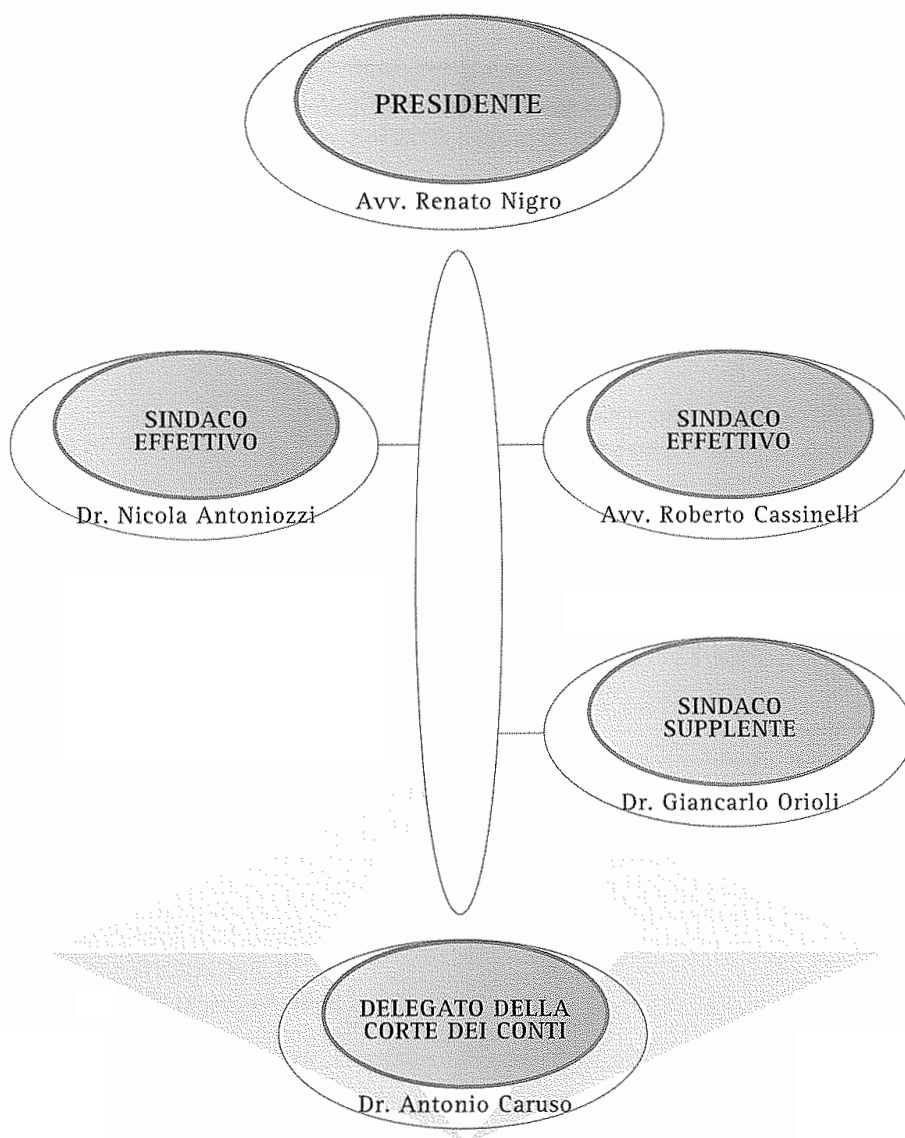 PRESIDENTE
Avv. Renato Nigro
SINDACO
EFFETTIVO
Dr. Nicola Antoniozzi
SINDACO
EFFETTIVO
Avv. Roberto Cassinelli
SINDACO
SUPPLENTE
Dr. Giancarlo Orioli
DELEGATO DELLA
CORTE DEI CONTI
Dr. Antonio Caruso